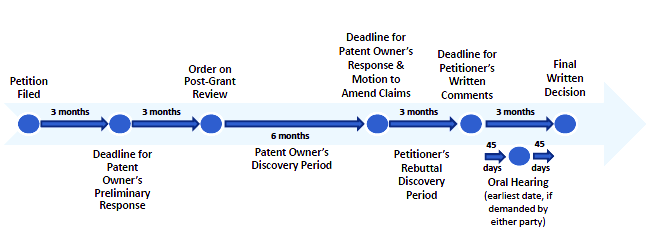 Petition
Filed
3 months
Deadline for
Patent
Owner's
Preliminary
Response
3 months
Order on
Post-Grant
Review
6 months
Patent Owner's
Discovery Period
Deadline for
Patent Owner's
Response &
Motion to
Amend Claims
3 months
Petitioner's
Rebuttal
Discovery
Period
Deadline for
Petitioner's
Written
Comments
3 months
45
days
45
days
Oral Hearing
(earliest date, if
demanded by
either party)
Final
Written
Decision